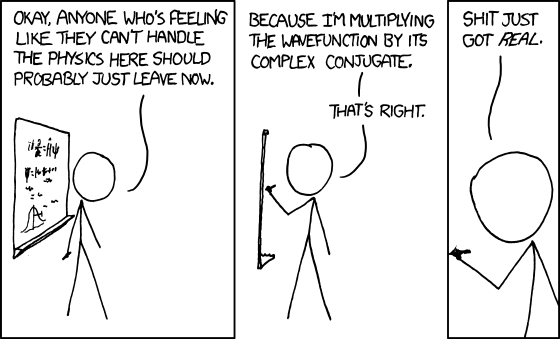 OKAY, ANYONE WHO'S FEELING
LIKE THEY CAN'T HANDLE
THE PHYSICS HERE SHOULD
PROBABLY JUST LEAVE NOW.
BECAUSE I'M MULTIPLYING
THE WAVEFUNCTION BY ITS
COMPLEX CONJUGATE.
THAT'S RIGHT.
SHIT JUST
GOT REAL.